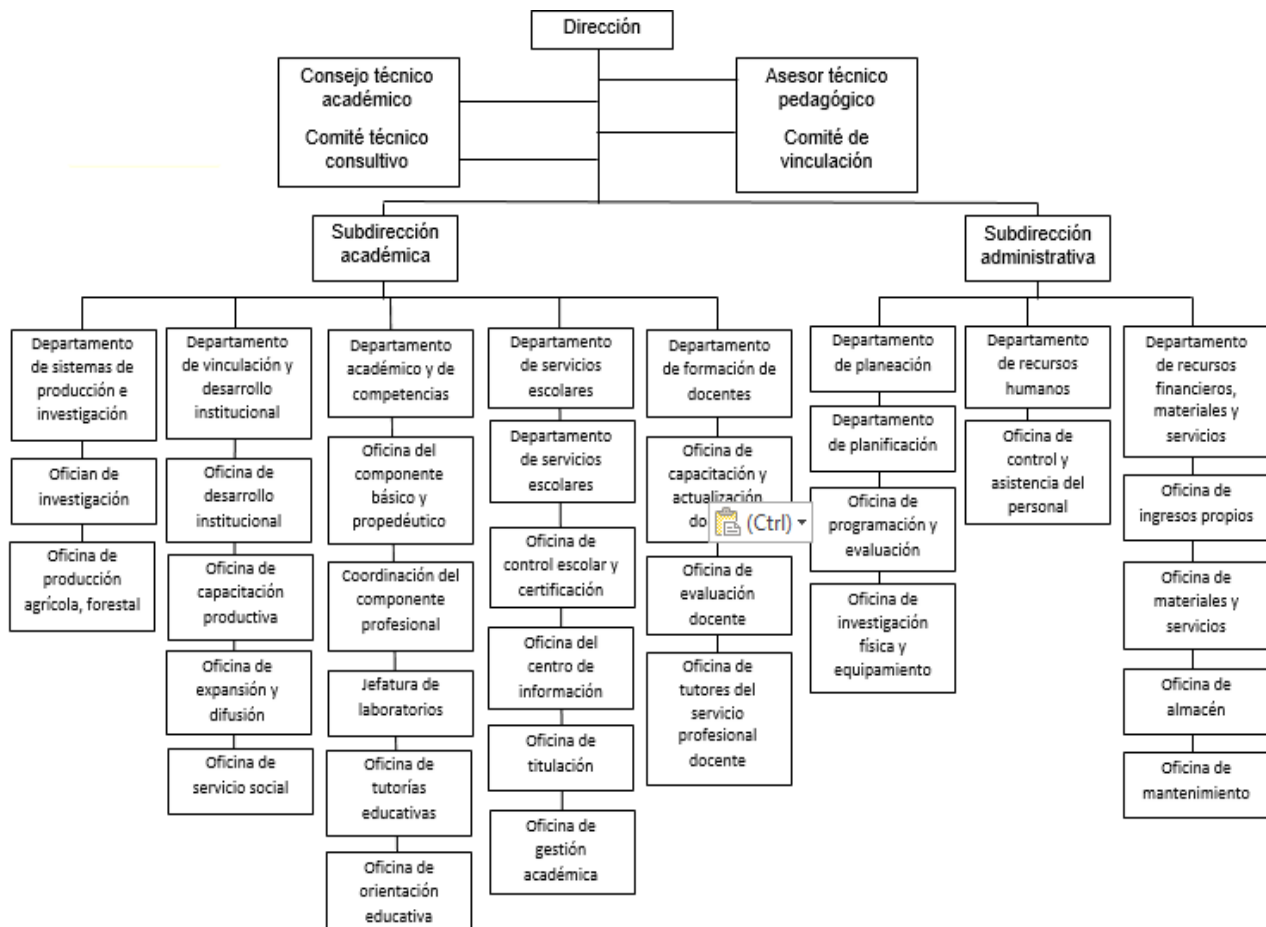 Dirección
Consejo técnico
académico
Comité técnico
consultivo
Asesor técnico
pedagógico
Comité de
vinculación
Subdirección
académica
Subdirección
administrativa
Departamento
de sistemas de
producción e
investigación
Ofician de
investigación
Oficina de
producción
agrícola, forestal
Departamento
de vinculación y
desarrollo
institucional
Oficina de
desarrollo
institucional
Oficina de
capacitación
productiva
Oficina de
expansión y
difusión
Oficina de
servicio social
Departamento
académico y de
competencias
Oficina del
componente
básico y
propedéutico
Coordinación del
componente
profesional
Jefatura de
laboratorios
Oficina de
tutorías
educativas
Oficina de
orientación
educativa
Departamento
de servicios
escolares
Departamento
de servicios
escolares
Oficina de
control escolar y
certificación
Oficina del
centro de
información
Oficina de
titulación
Oficina de
gestión
académica
Departamento
de formación de
docentes
Oficina de
capacitación y
actualización
(Ctrl)
Oficina de
evaluación
docente
Oficina de
tutores del
servicio
profesional
docente
Departamento
de planeación
Departamento
de planificación
Oficina de
programación y
evaluación
Oficina de
investigación
física y
equipamiento
Departamento
de recursos
humanos
Oficina de
control y
asistencia del
personal
Departamento
de recursos
financieros,
materiales y
servicios
Oficina de
ingresos propios
Oficina de
materiales y
servicios
Oficina de
almacén
Oficina de
mantenimiento